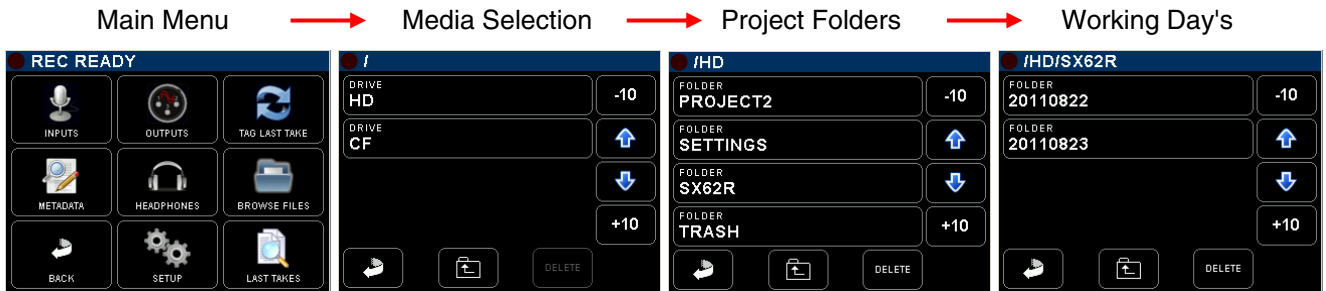 Main Menu
Media Selection
Project Folders
Working Day's
REC READY
INPUTS
OUTPUTS
TAG LAST TAKE
METADATA
HEADPHONES
BROWSE FILES
BACK
SETUP
LAST TAKES
/
DRIVE
HD
-10
DRIVE
CF
+10
DELETE
/HD
FOLDER
PROJECT2
-10
FOLDER
SETTINGS
FOLDER
SX62R
FOLDER
TRASH
+10
DELETE
/HD/SX62R
FOLDER
20110822
-10
FOLDER
20110823
+10
DELETE